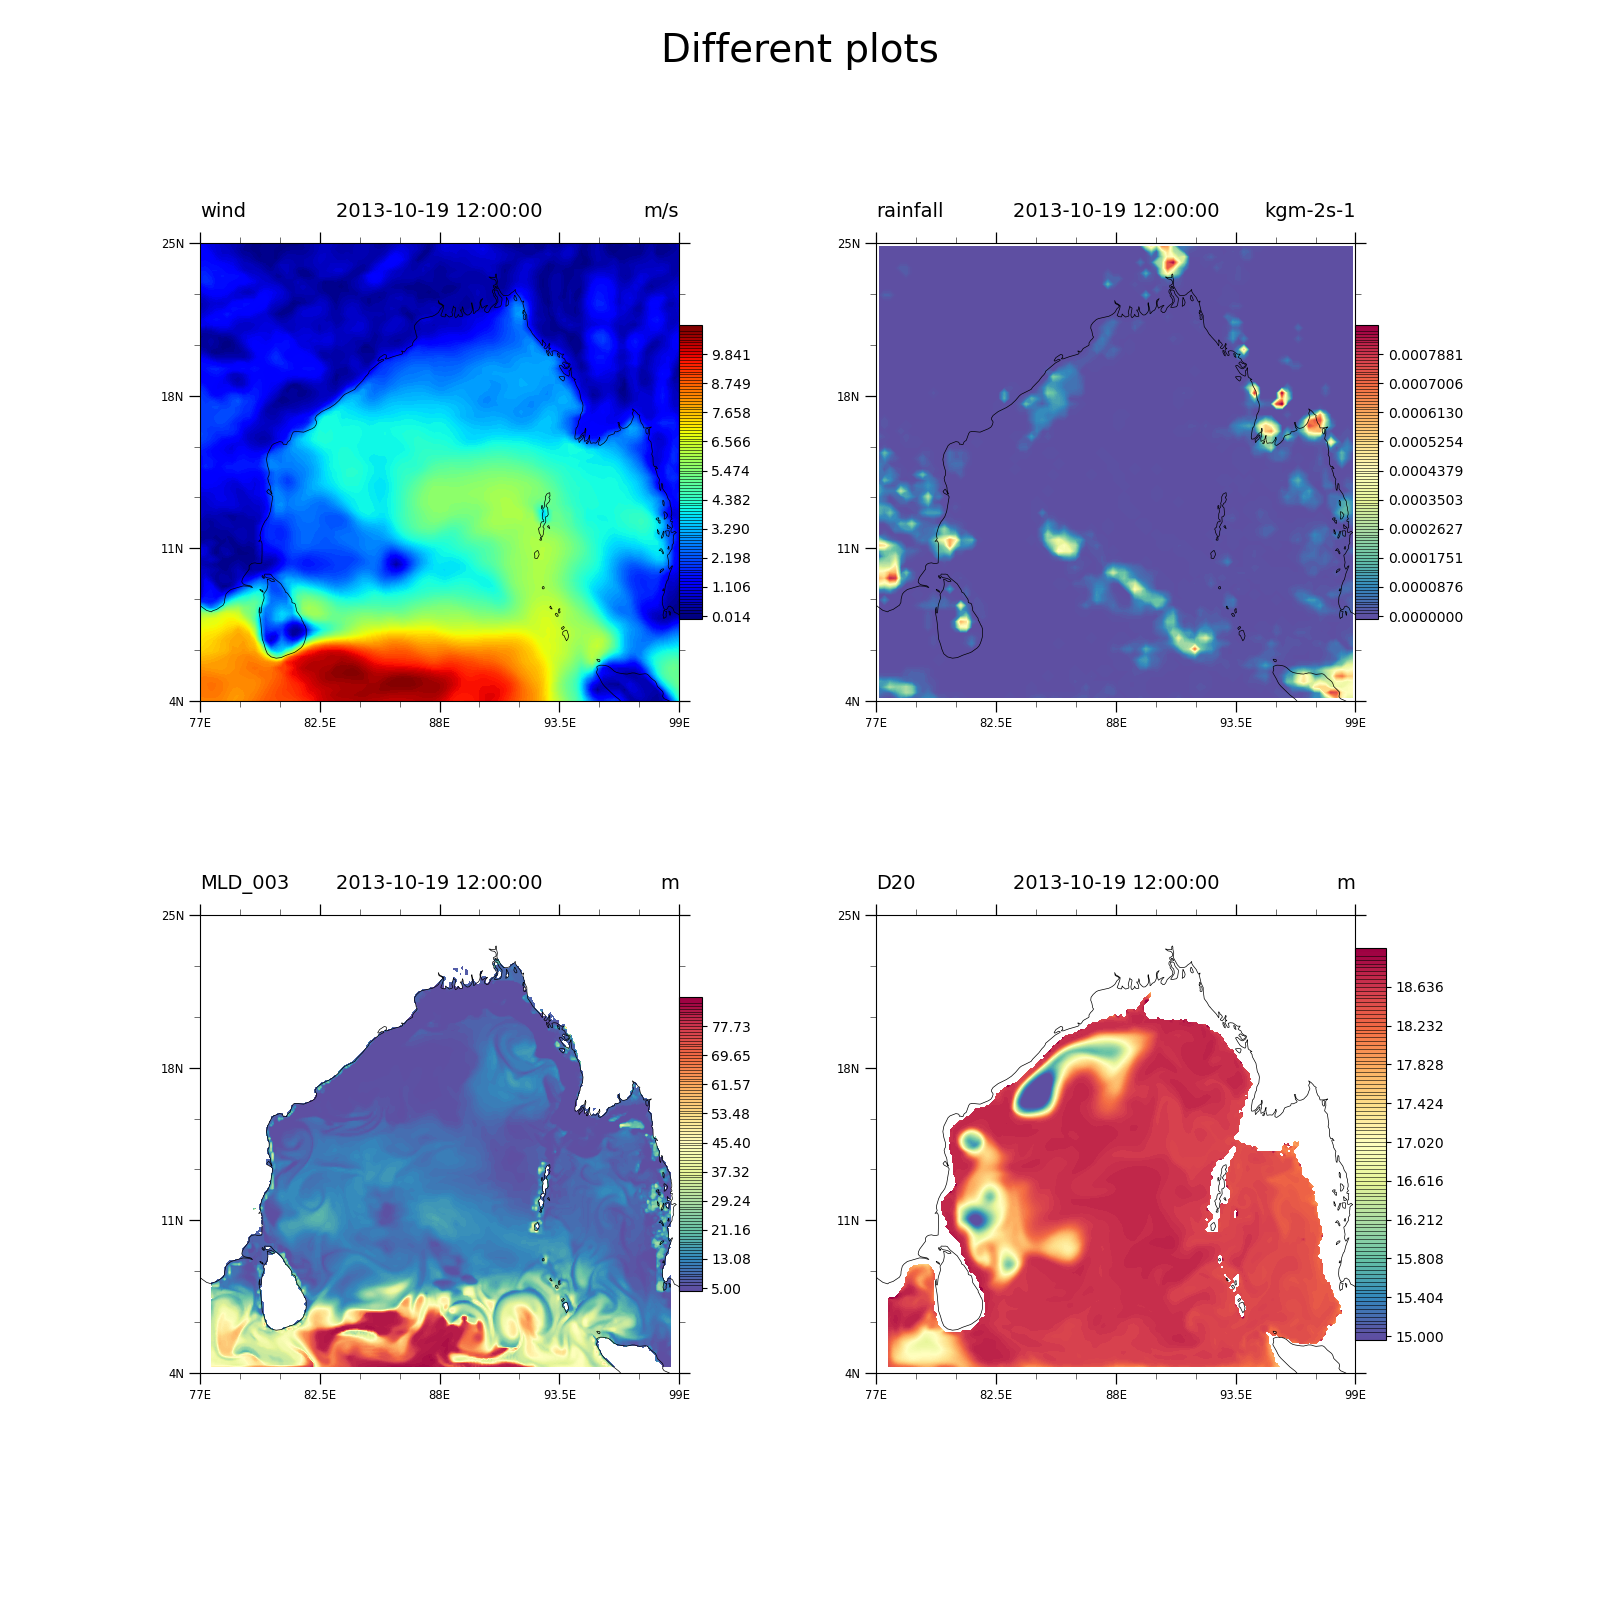 Different plots
wind 2013-10-19 12:00:00 m/s
25N
18N
11N
4N
77E 82.5E 88E 93.5E 99E
9.841
8.749
7.658
6.566
5.474
4.382
3.290
2.198
1.106
0.014
rainfall 2013-10-19 12:00:00 kgm-2s-1
25N
18N
11N
4N
77E 82.5E 88E 93.5E 99E
0.0007881
0.0007006
0.0006130
0.0005254
0.0004379
0.0003503
0.0002627
0.0001751
0.0000876
0.0000000
MLD_003 2013-10-19 12:00:00 m
25N
18N
11N
4N
77E 82.5E 88E 93.5E 99E
77.73
69.65
61.57
53.48
45.40
37.32
29.24
21.16
13.08
5.00
D20 2013-10-19 12:00:00 m
25N
18N
11N
4N
77E 82.5E 88E 93.5E 99E
18.636
18.232
17.828
17.424
17.020
16.616
16.212
15.808
15.404
15.000